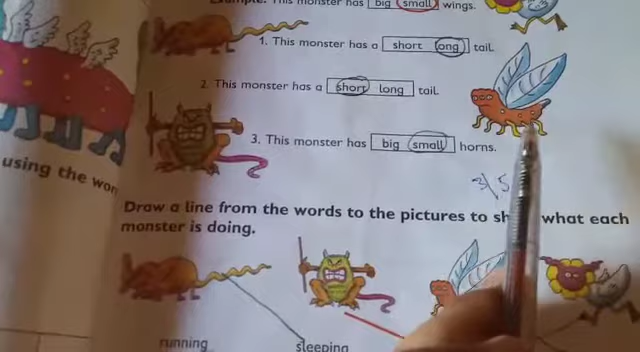 Example: This monster has big small wings.
1. This monster has a short long tail.
2. This monster has a short long tail.
3. This monster has big small horns.
using the
3/5
Draw a line from the words to the pictures to what each
monster is doing.
running sleeping